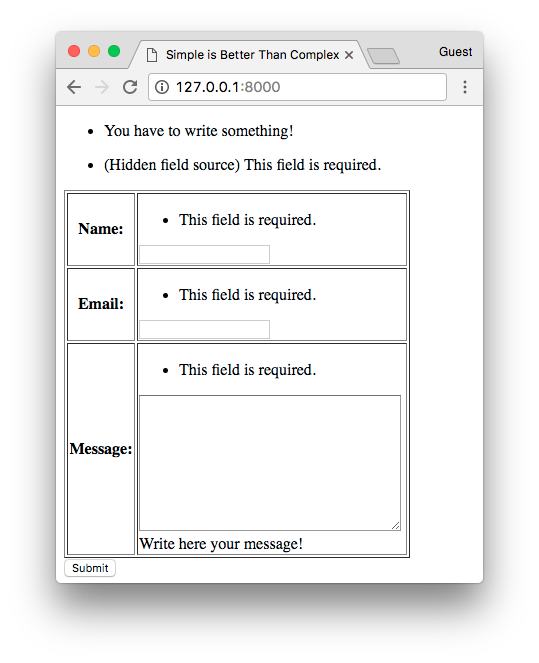 Simple is Better Than Complex
Guest
127.0.0.1:8000
You have to write something!
(Hidden field source) This field is required.
This field is required.
Name:
This field is required.
Email:
This field is required.
Message:
Write here your message!
Submit